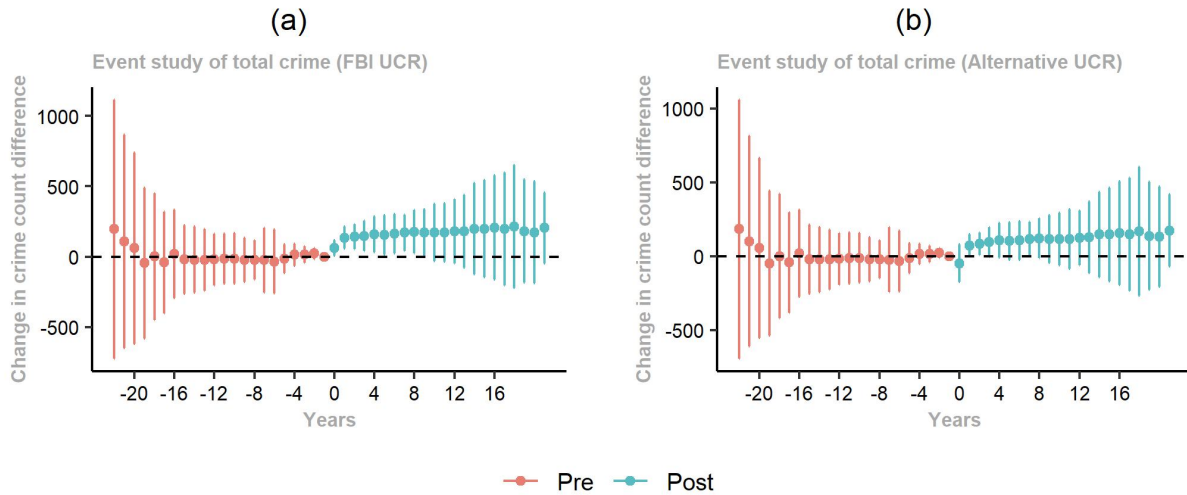 (a)
Event study of total crime (FBI UCR)
Change in crime count difference
1000
500
0
-500
-20 -16 -12 -8 -4 0 4 8 12 16
Years
(b)
Event study of total crime (Alternative UCR)
Change in crime count difference
1000
500
0
-500
-20 -16 -12 -8 -4 0 4 8 12 16
Years
Pre Post